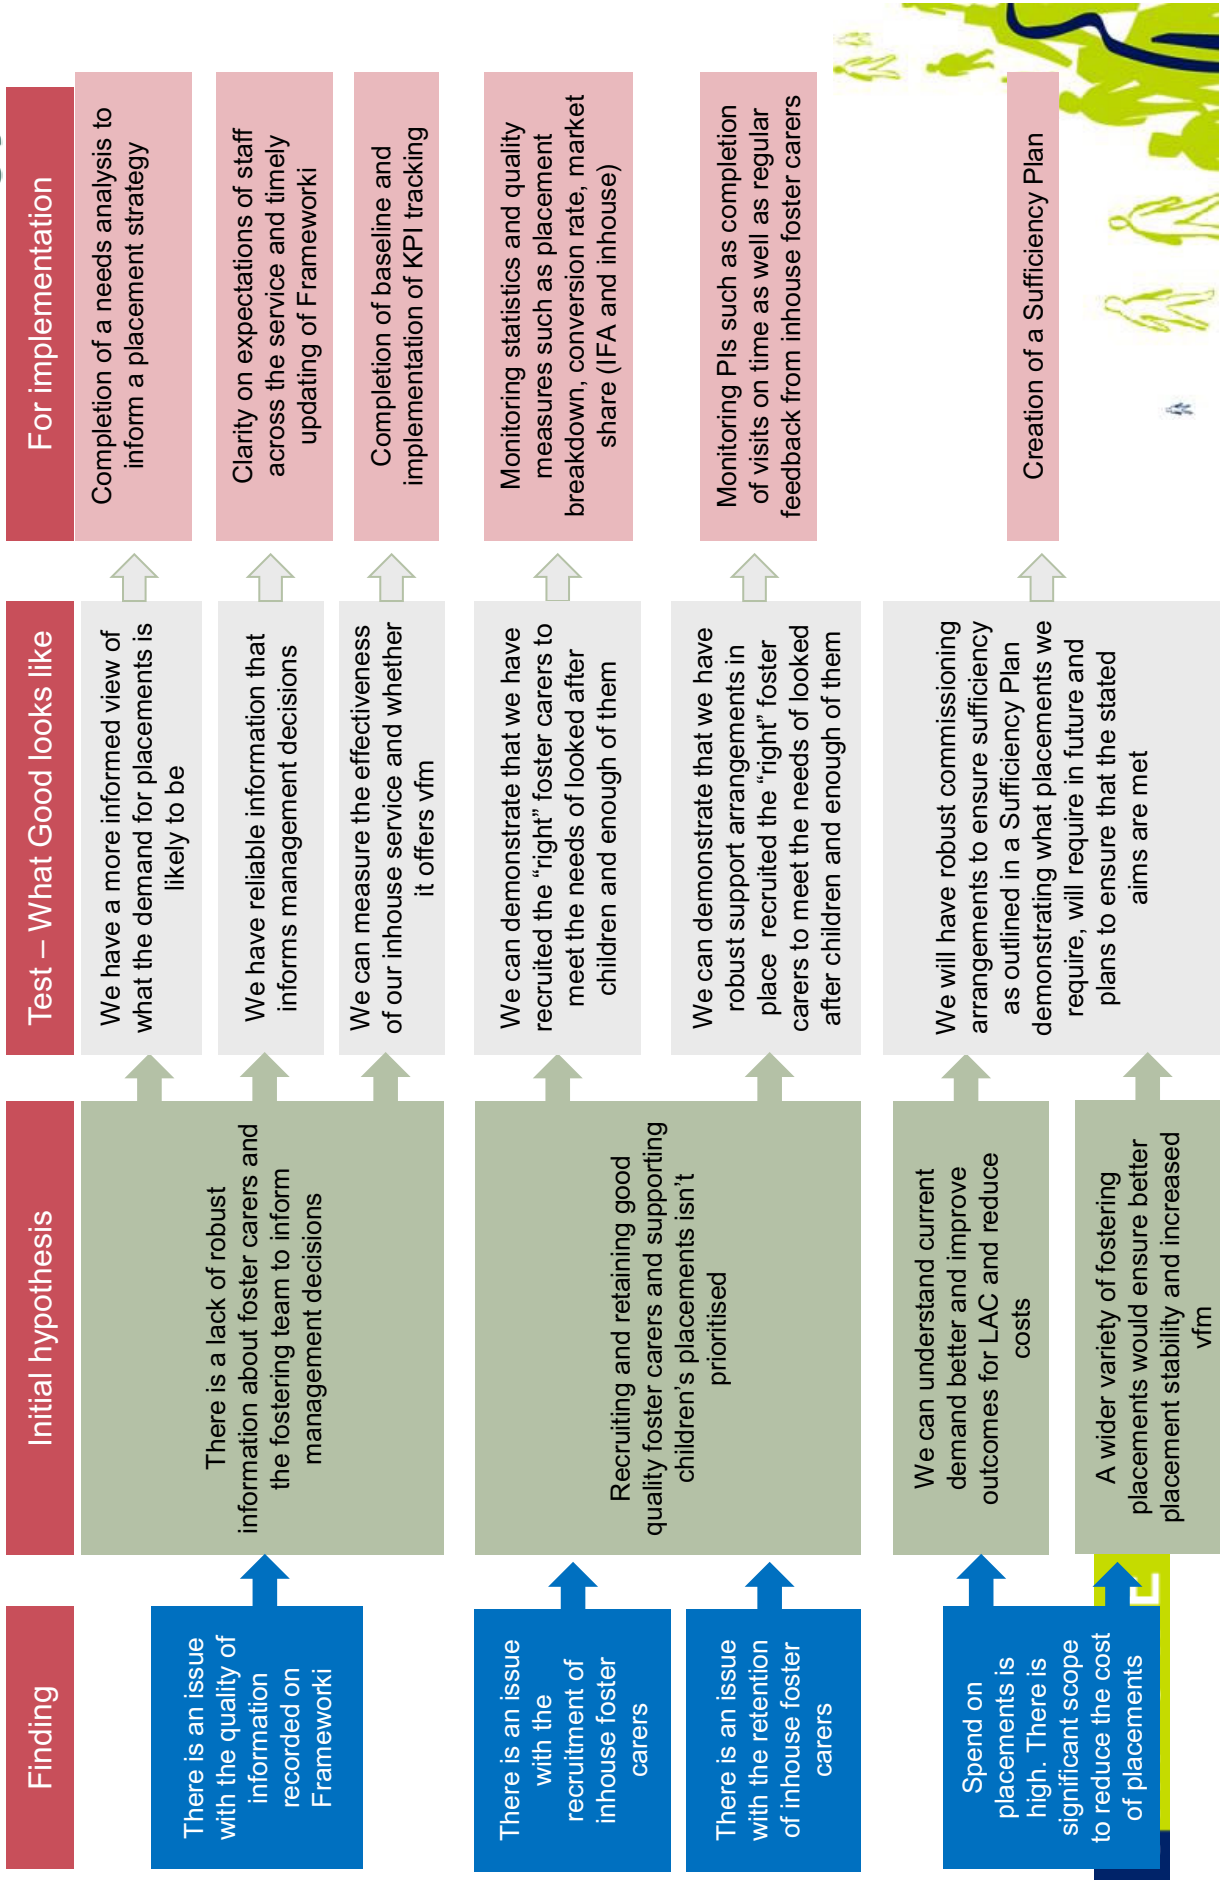 Finding
Initial hypothesis
Test – What Good looks like
For implementation
There is an issue
with the quality of
information
recorded on
Frameworki
There is a lack of robust
information about foster carers and
the fostering team to inform
management decisions
We have a more informed view of
what the demand for placements is
likely to be
Completion of a needs analysis to
inform a placement strategy
We have reliable information that
informs management decisions
Clarity on expectations of staff
across the service and timely
updating of Frameworki
We can measure the effectiveness
of our inhouse service and whether
it offers vfm
Completion of baseline and
implementation of KPI tracking
There is an issue
with the
recruitment of
inhouse foster
carers
There is an issue
with the retention
of inhouse foster
carers
Recruiting and retaining good
quality foster carers and supporting
children’s placements isn’t
prioritised
We can demonstrate that we have
recruited the “right” foster carers to
meet the needs of looked after
children and enough of them
Monitoring statistics and quality
measures such as placement
breakdown, conversion rate, market
share (IFA and inhouse)
We can demonstrate that we have
robust support arrangements in
place recruited the “right” foster
carers to meet the needs of looked
after children and enough of them
Monitoring PIs such as completion
of visits on time as well as regular
feedback from inhouse foster carers
Spend on
placements is
high. There is
significant scope
to reduce the cost
of placements
We can understand current
demand better and improve
outcomes for LAC and reduce
costs
A wider variety of fostering
placements would ensure better
placement stability and increased
vfm
We will have robust commissioning
arrangements to ensure sufficiency
as outlined in a Sufficiency Plan
demonstrating what placements we
require, will require in future and
plans to ensure that the stated
aims are met
Creation of a Sufficiency Plan